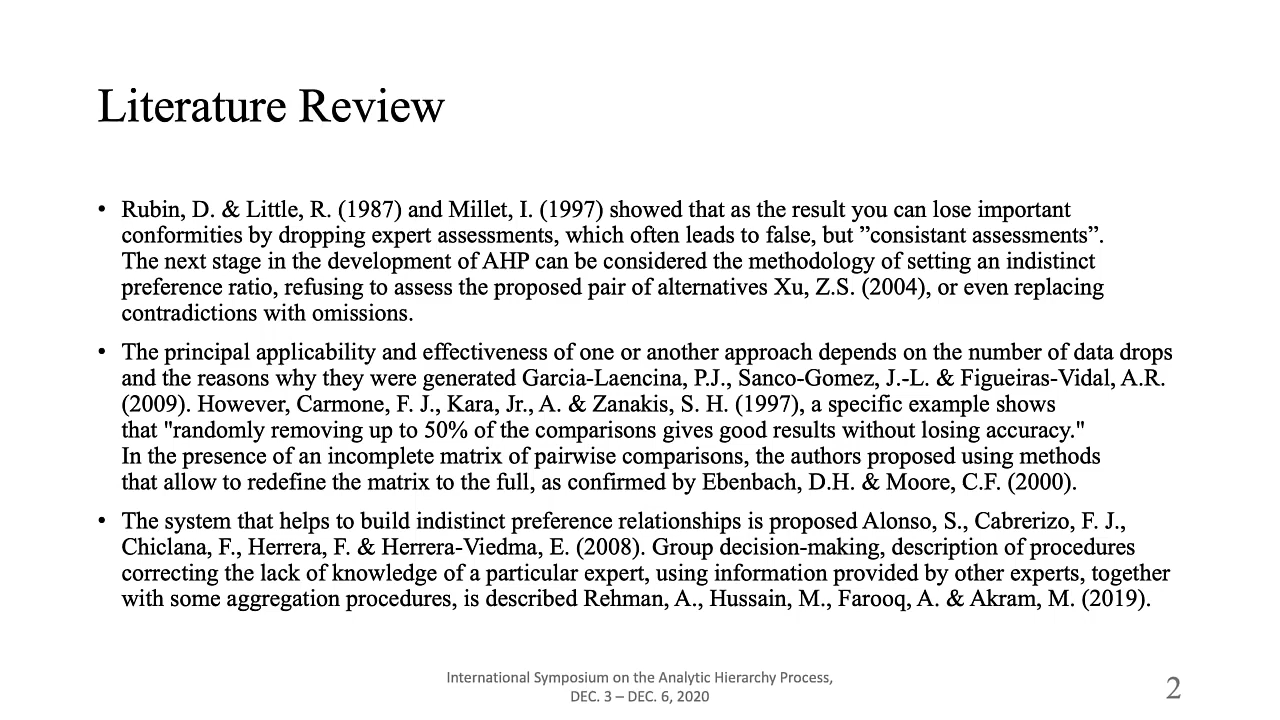 Literature Review
• Rubin, D. & Little, R. (1987) and Millet, I. (1997) showed that as the result you can lose important
conformities by dropping expert assessments, which often leads to false, but ”consistant assessments”.
The next stage in the development of AHP can be considered the methodology of setting an indistinct
preference ratio, refusing to assess the proposed pair of alternatives Xu, Z.S. (2004), or even replacing
contradictions with omissions.
• The principal applicability and effectiveness of one or another approach depends on the number of data drops
and the reasons why they were generated Garcia-Laencina, P.J., Sanco-Gomez, J.-L. & Figueiras-Vidal, A.R.
(2009). However, Carmone, F. J., Kara, Jr., A. & Zanakis, S. H. (1997), a specific example shows
that "randomly removing up to 50% of the comparisons gives good results without losing accuracy."
In the presence of an incomplete matrix of pairwise comparisons, the authors proposed using methods
that allow to redefine the matrix to the full, as confirmed by Ebenbach, D.H. & Moore, C.F. (2000).
• The system that helps to build indistinct preference relationships is proposed Alonso, S., Cabrerizo, F. J.,
Chiclana, F., Herrera, F. & Herrera-Viedma, E. (2008). Group decision-making, description of procedures
correcting the lack of knowledge of a particular expert, using information provided by other experts, together
with some aggregation procedures, is described Rehman, A., Hussain, M., Farooq, A. & Akram, M. (2019).
International Symposium on the Analytic Hierarchy Process,
DEC. 3 – DEC. 6, 2020
2